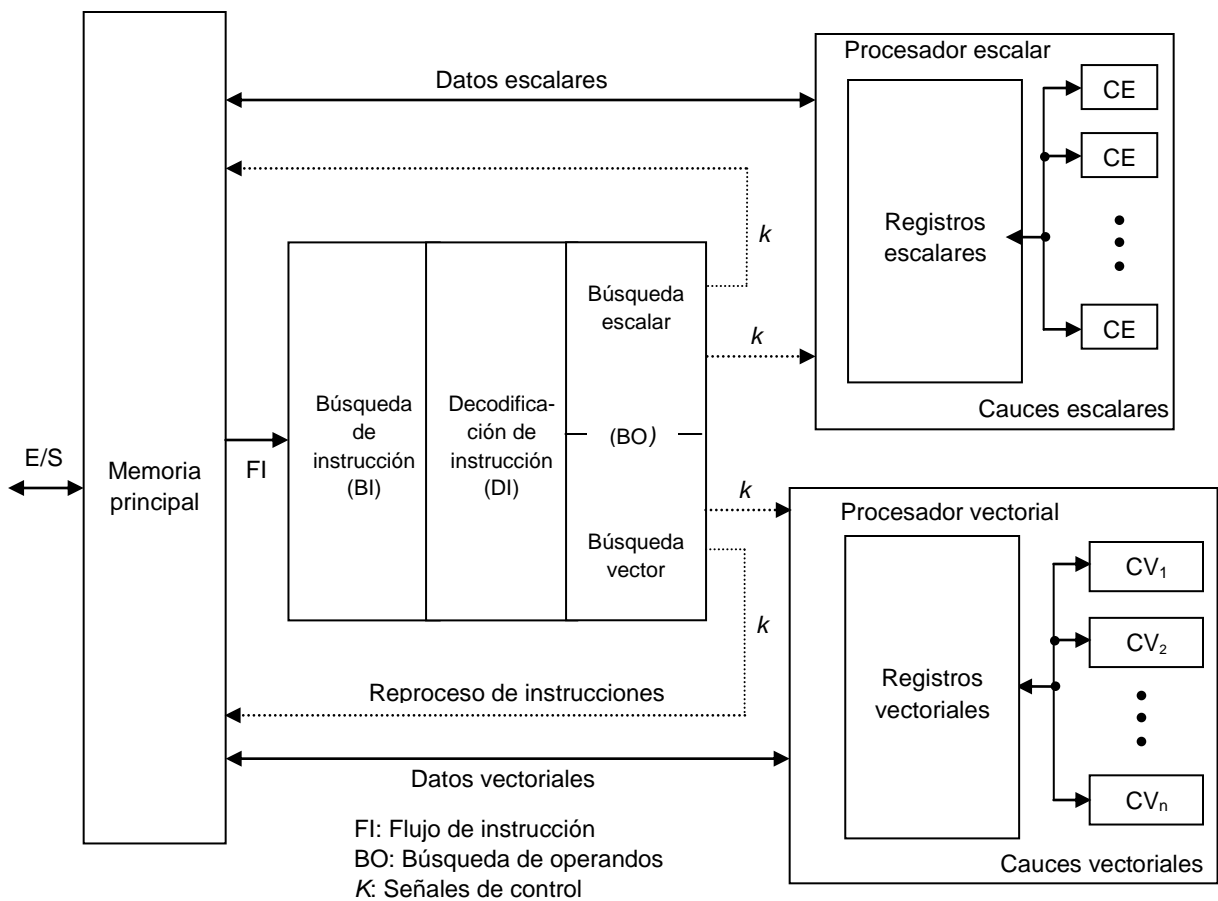 Procesador escalar
Datos escalares
CE
CE
k
Registros
escalares
Búsqueda
escalar
CE
k
Cauces escalares
Búsqueda
de
instrucción
(BI)
Decodifica-
ción de
instrucción
(DI)
(BO)
E/S
FI
Memoria
principal
k
Procesador vectorial
Búsqueda
vector
CV1
k
CV2
Registros
vectoriales
Reproceso de instrucciones
Datos vectoriales
CVn
FI: Flujo de instrucción
BO: Búsqueda de operandos
K: Señales de control
Cauces vectoriales